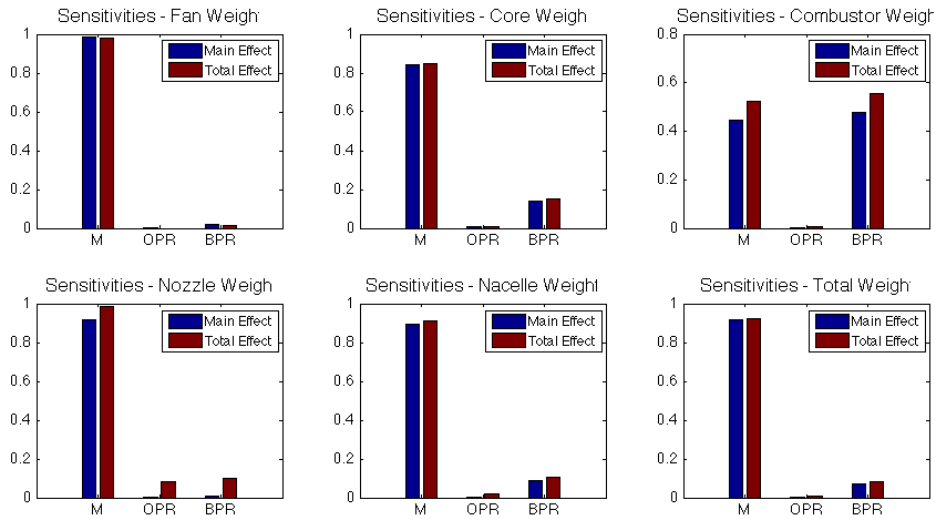 Sensitivities - Fan Weigh
1
Main Effect
0.8
Total Effect
0.6
0.4
0.2
0
M OPR BPR
Sensitivities - Core Weigh
1
Main Effect
0.8
Total Effect
0.6
0.4
0.2
0
M OPR BPR
Sensitivities - Combustor Weigh
0.8
Main Effect
Total Effect
0.6
0.4
0.2
0
M OPR BPR
Sensitivities - Nozzle Weigh
1
Main Effect
Total Effect
0.8
0.6
0.4
0.2
0
M OPR BPR
Sensitivities - Nacelle Weight
1
Main Effect
Total Effect
0.8
0.6
0.4
0.2
0
M OPR BPR
Sensitivities - Total Weight
1
Main Effect
Total Effect
0.8
0.6
0.4
0.2
0
M OPR BPR